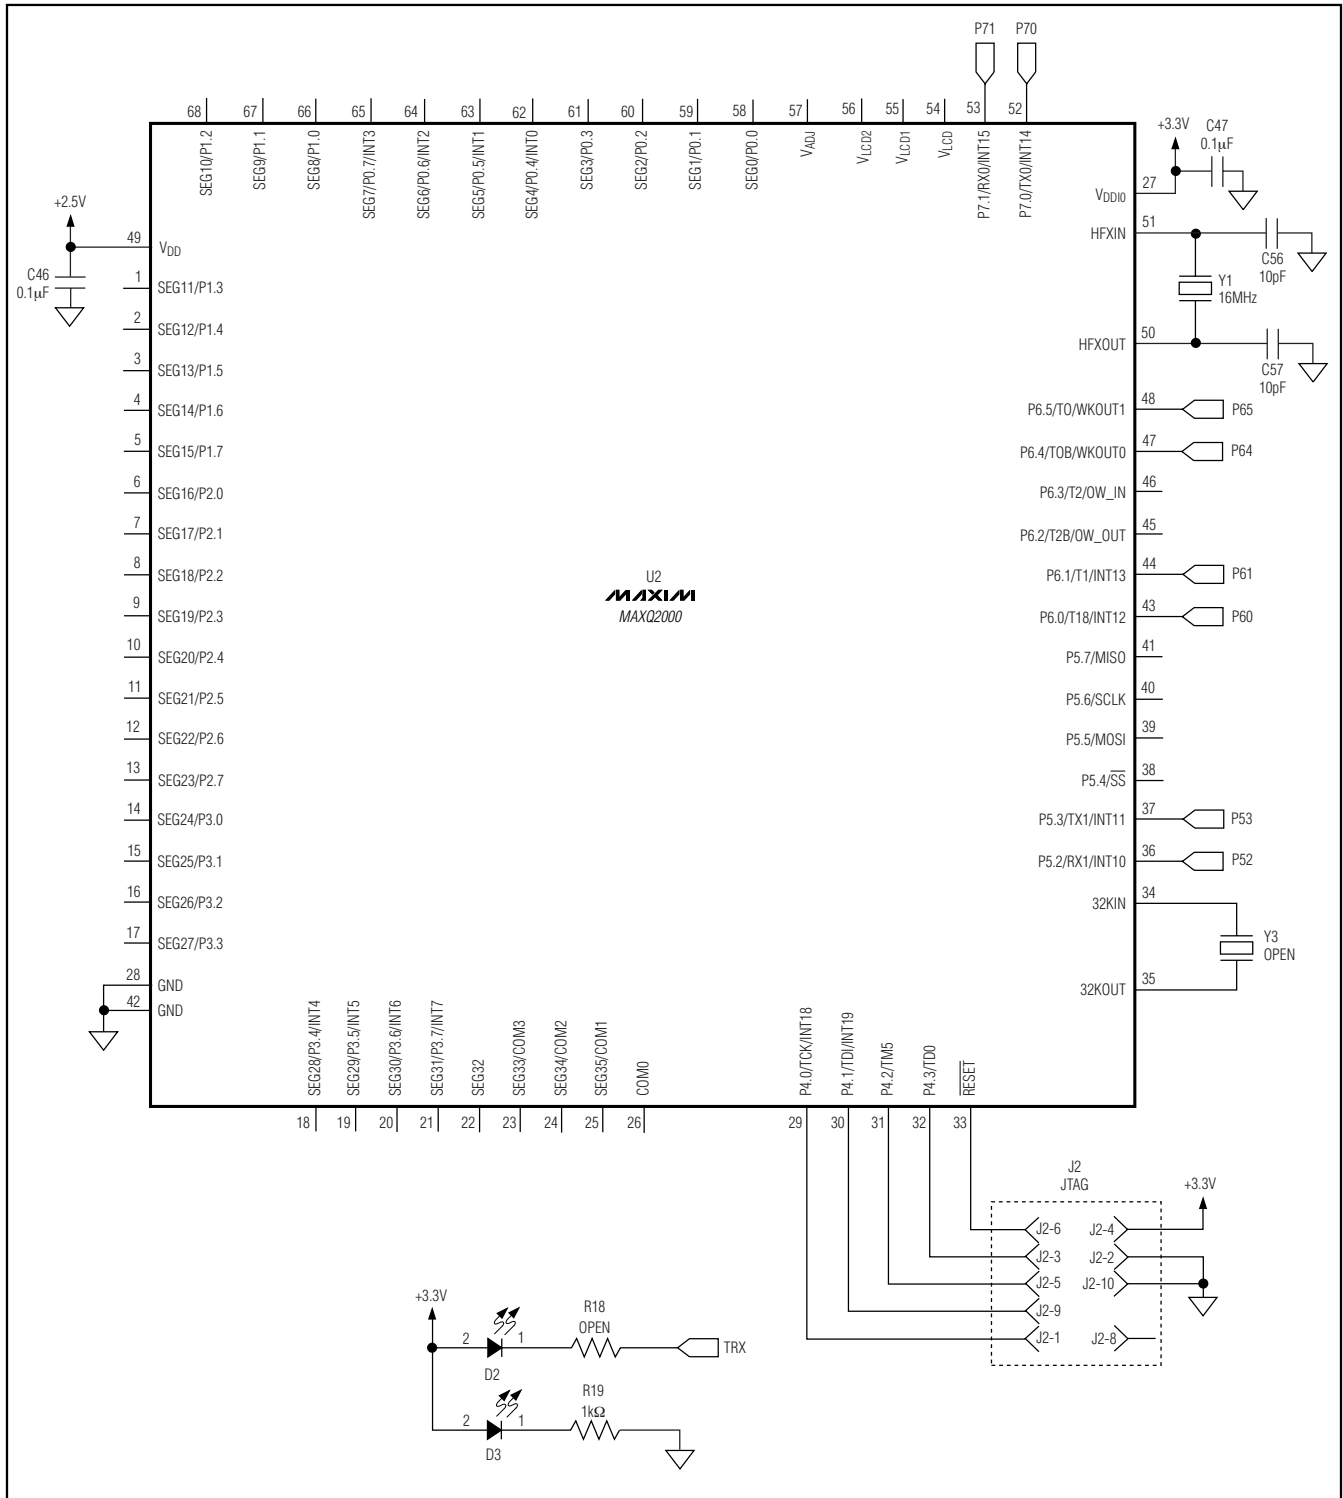 P71 P70
68 67 66 65 64 63 62 61 60 59 58 57 56 55 54 53 52
SEG10/P1.2
SEG9/P1.1
SEG8/P1.0
SEG7/P0.7/INT3
SEG6/P0.6/INT2
SEG5/P0.5/INT1
SEG4/P0.4/INT0
SEG3/P0.3
SEG2/P0.2
SEG1/P0.1
SEG0/P0.0
VADJ
VLCD2
VLCD1
VLCD
P7.1/RX0/INT15
P7.0/TX0/INT14
+3.3V
C47
0.1µF
27
VDDIO
+2.5V
49 VDD
C46
0.1µF
1 SEG11/P1.3
2 SEG12/P1.4
3 SEG13/P1.5
4 SEG14/P1.6
5 SEG15/P1.7
6 SEG16/P2.0
7 SEG17/P2.1
8 SEG18/P2.2
9 SEG19/P2.3
10 SEG20/P2.4
11 SEG21/P2.5
12 SEG22/P2.6
13 SEG23/P2.7
14 SEG24/P3.0
15 SEG25/P3.1
16 SEG26/P3.2
17 SEG27/P3.3
28 GND
42 GND
U2
MAXIM
MAXQ2000
HFXIN 51
C56
10pF
Y1
16MHz
HFXOUT 50
C57
10pF
P6.5/TO/WKOUT1 48 P65
P6.4/TOB/WKOUT0 47 P64
P6.3/T2/OW_IN 46
P6.2/T2B/OW_OUT 45
P6.1/T1/INT13 44 P61
P6.0/T18/INT12 43 P60
P5.7/MISO 41
P5.6/SCLK 40
P5.5/MOSI 39
P5.4/SS 38
P5.3/TX1/INT11 37 P53
P5.2/RX1/INT10 36 P52
32KIN 34
Y3
OPEN
32KOUT 35
SEG28/P3.4/INT4
SEG29/P3.5/INT5
SEG30/P3.6/INT6
SEG31/P3.7/INT7
SEG32
SEG33/COM3
SEG34/COM2
SEG35/COM1
COM0
P4.0/TCK/INT18
P4.1/TDI/INT19
P4.2/TM5
P4.3/TD0
RESET
18 19 20 21 22 23 24 25 26 29 30 31 32 33
J2
JTAG
+3.3V
J2-6 J2-4
J2-3 J2-2
J2-5 J2-10
J2-9
J2-1 J2-8
+3.3V
R18
OPEN
2 1 TRX
D2
R19
1kΩ
2 1
D3